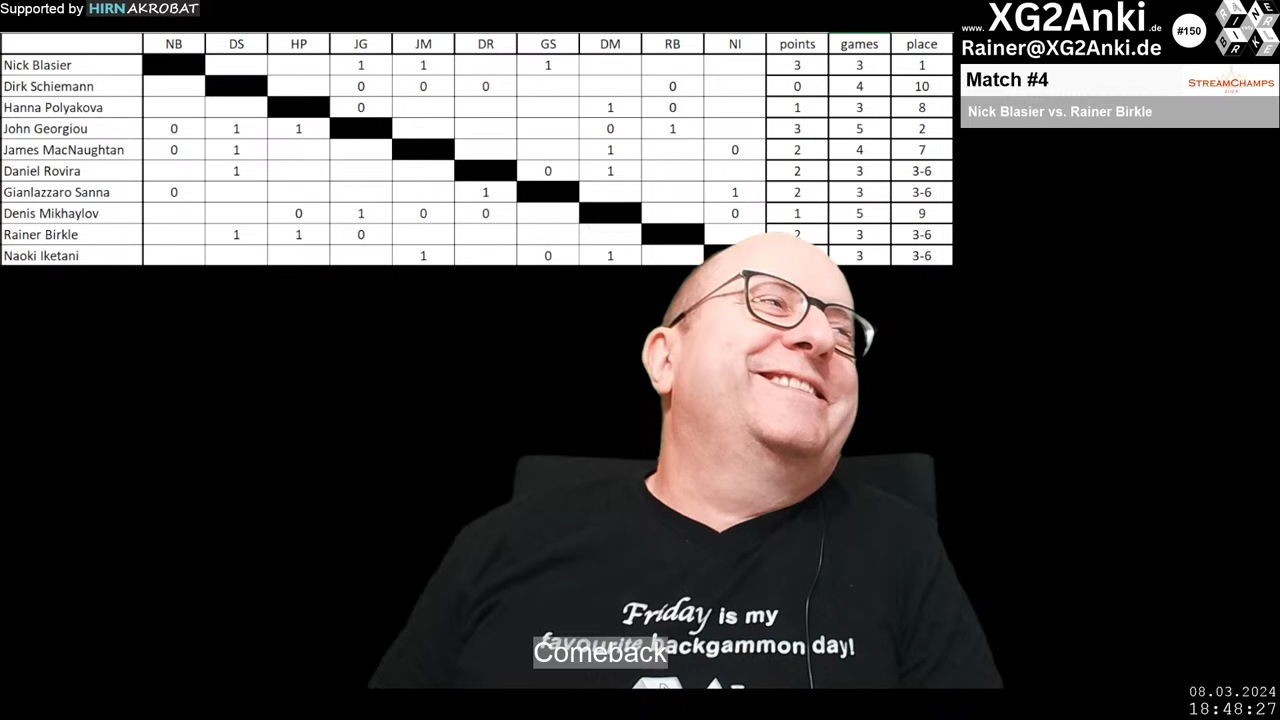 Supported by HIRNAKROBAT
NB DS HP JG JM DR GS DM RB NI points games place
Nick Blasier 1 1 1 3 3 1
Dirk Schiemann 0 0 0 0 0 4 10
Hanna Polyakova 0 1 0 1 3 8
John Georgiou 0 1 1 0 1 3 5 2
James MacNaughtan 0 1 1 0 2 4 7
Daniel Rovira 1 0 1 2 3 3-6
Gianlazzaro Sanna 0 1 1 2 3 3-6
Denis Mikhaylov 0 1 0 0 0 1 5 9
Rainer Birkle 1 1 0 2 3 3-6
Naoki Iketani 1 0 1 3 3-6
www. XG2Anki .de
Rainer@XG2Anki.de
#150
Match #4
STREAMCHAMPS
2024
Nick Blasier vs. Rainer Birkle
Friday is my
favourite backgammon day!
Comeback
08.03.2024
18:48:27